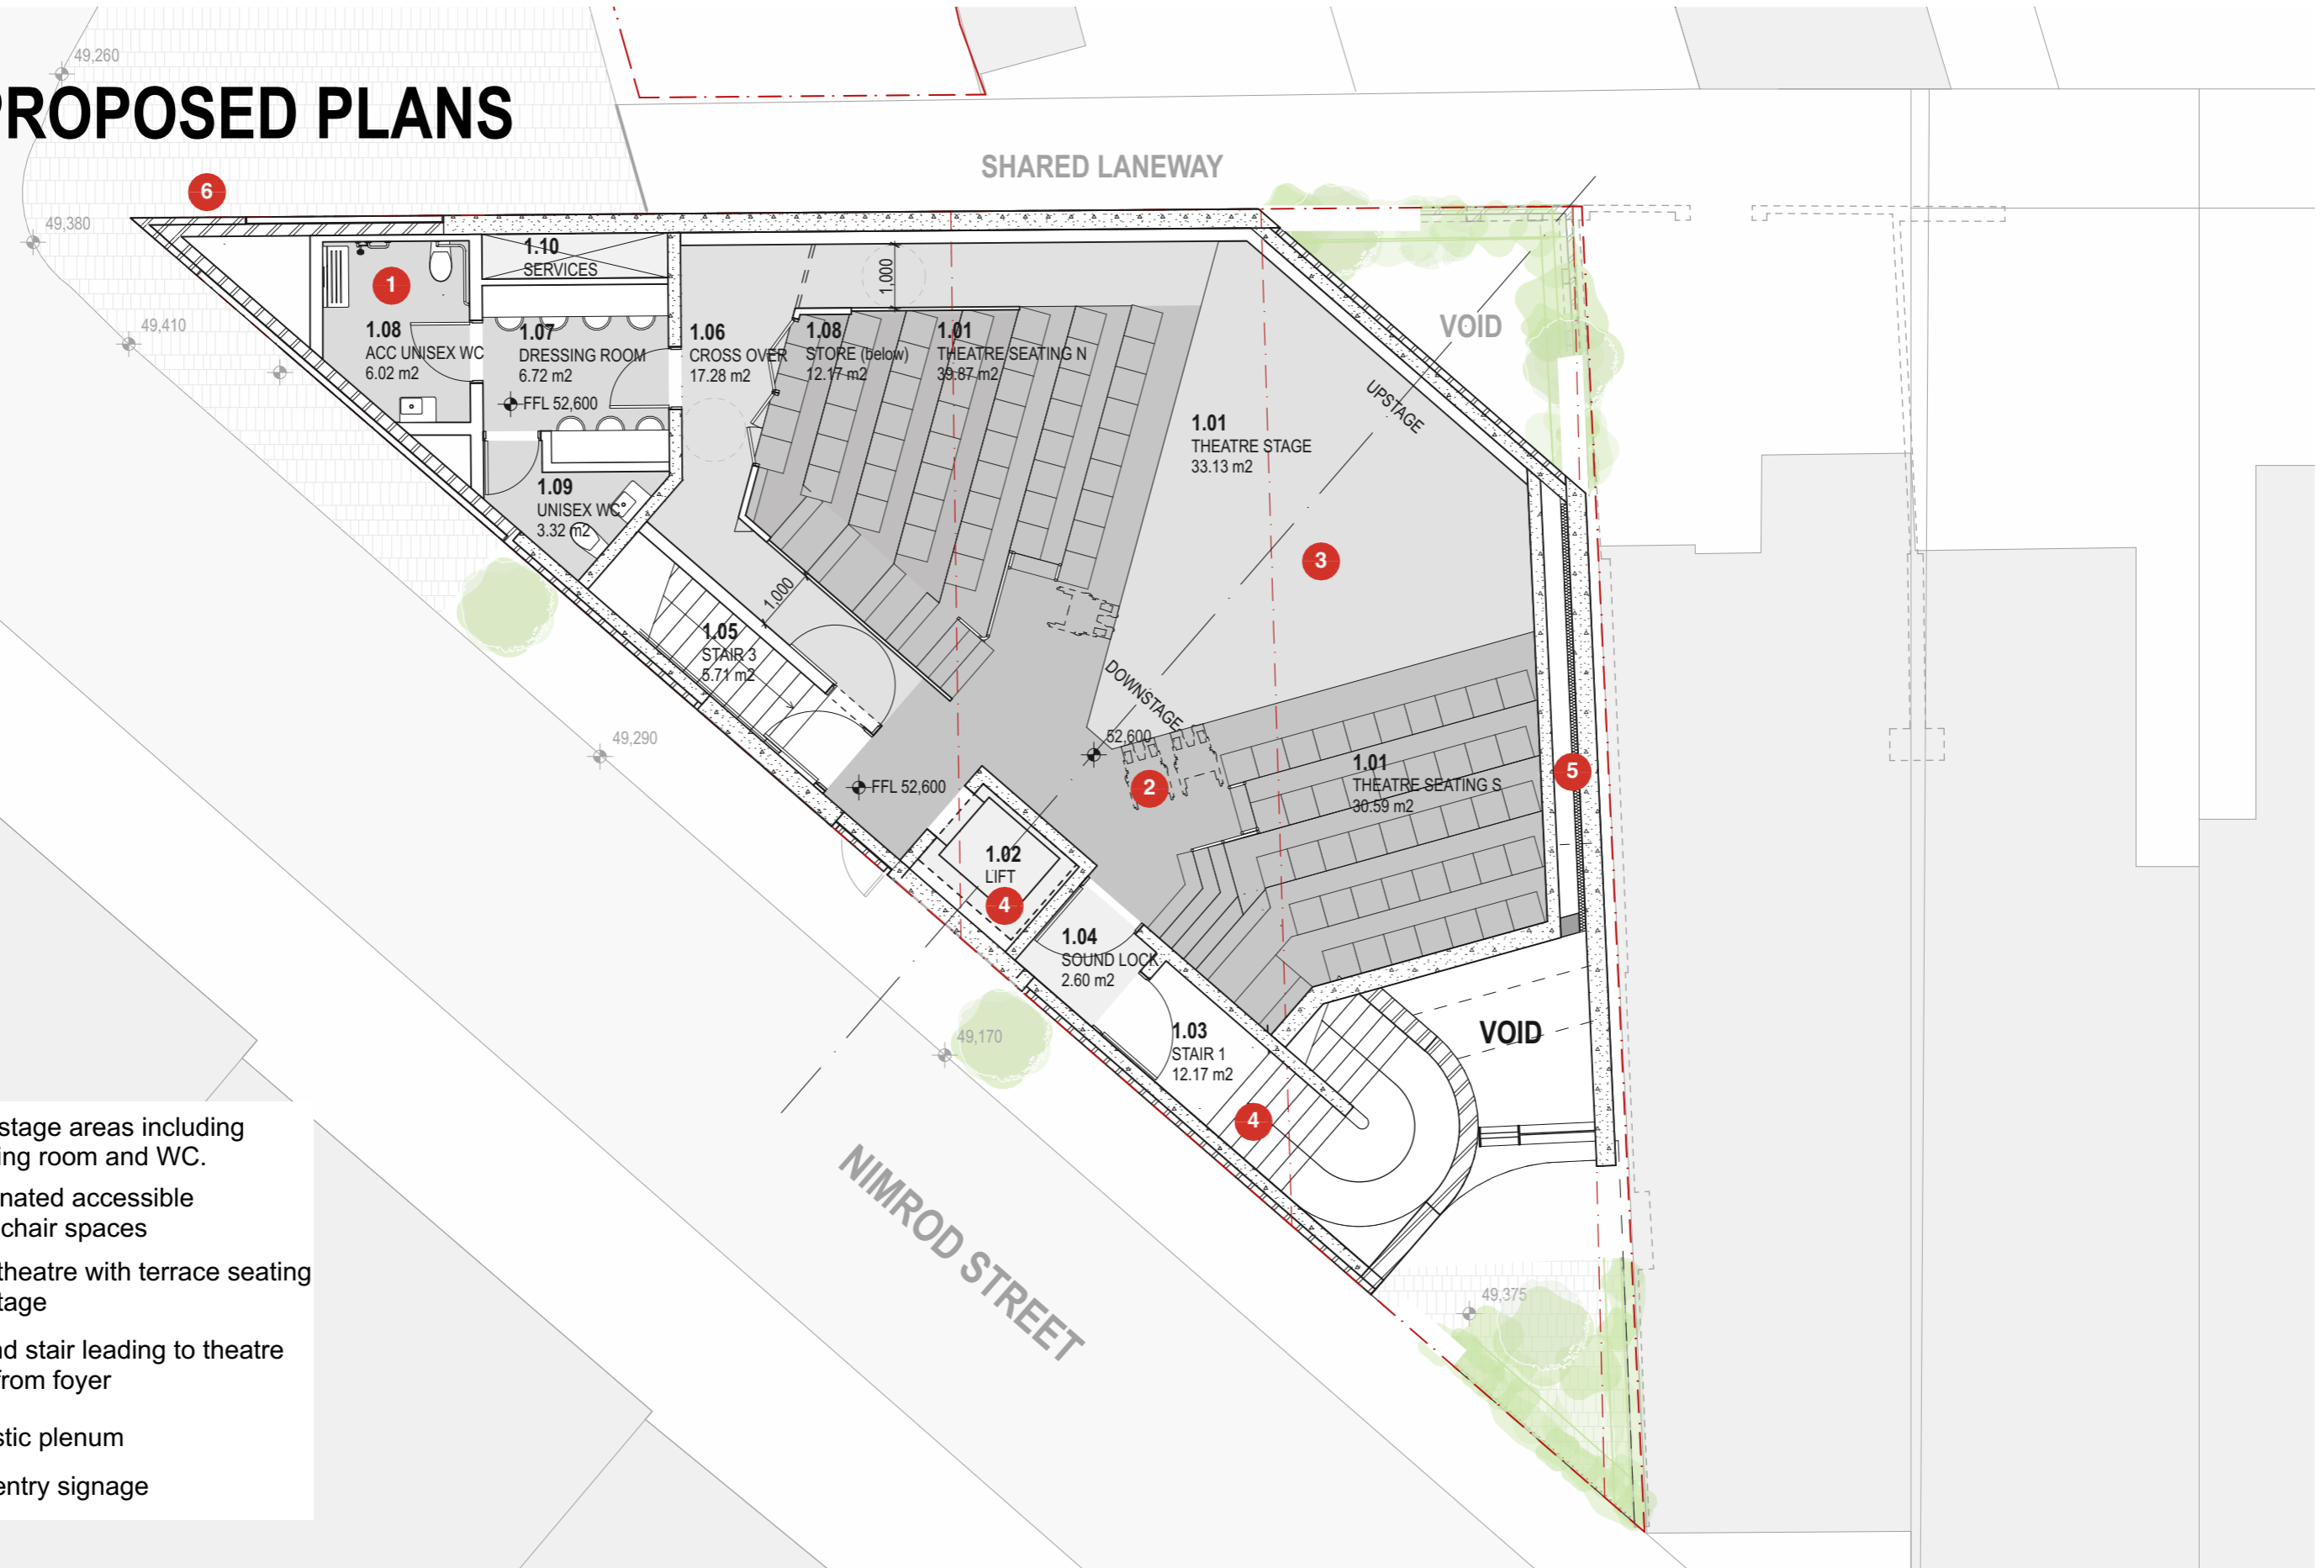 49,260
PROPOSED PLANS
SHARED LANEWAY
6
49,380
1.10
SERVICES
1
1,000
49,410
1.08
ACC UNISEX WC
6.02 m2
1.07
DRESSING ROOM
6.72 m2
FFL 52,600
1.06
CROSS OVER
17.28 m2
1.08
STORE (below)
12.17 m2
1.01
THEATRE SEATING N
39.87 m2
VOID
UPSTAGE
1.01
THEATRE STAGE
33.13 m2
1.09
UNISEX WC
3.32 m2
3
1,000
1.05
STAIR 3
5.71 m2
DOWNSTAGE
49,290
52,600
FFL 52,600
2
1.01
THEATRE SEATING S
30.59 m2
5
1.02
LIFT
4
1.04
SOUND LOCK
2.60 m2
49,170
1.03
STAIR 1
12.17 m2
VOID
4
NIMROD STREET
49,375
stage areas including
ing room and WC.
nated accessible
chair spaces
theatre with terrace seating
tage
nd stair leading to theatre
from foyer
stic plenum
entry signage